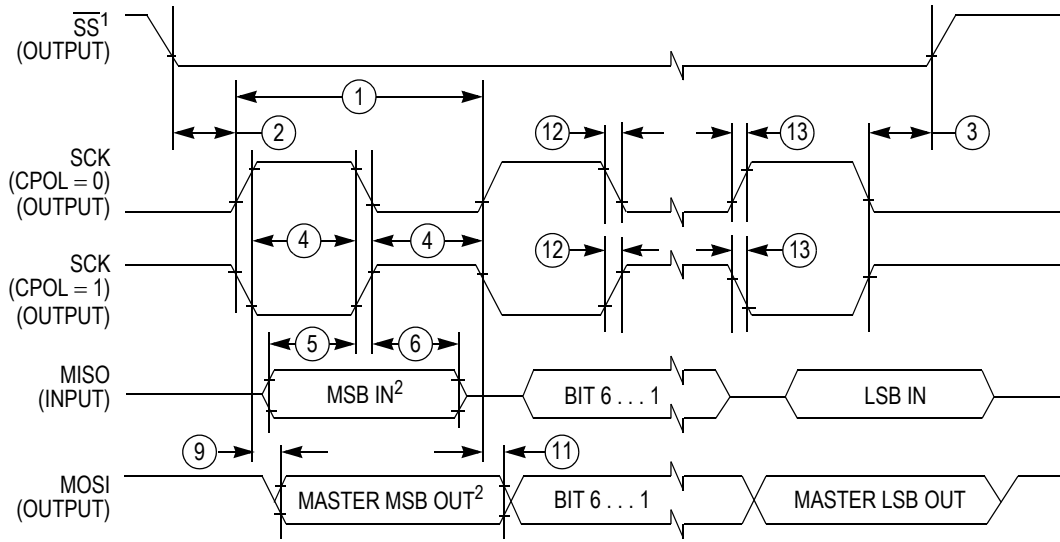 SS¹
(OUTPUT)
1
2
12
13
3
SCK
(CPOL = 0)
(OUTPUT)
4
4
SCK
(CPOL = 1)
(OUTPUT)
12
13
5
6
MISO
(INPUT)
MSB IN²
BIT 6 . . . 1
LSB IN
9
11
MOSI
(OUTPUT)
MASTER MSB OUT²
BIT 6 . . . 1
MASTER LSB OUT